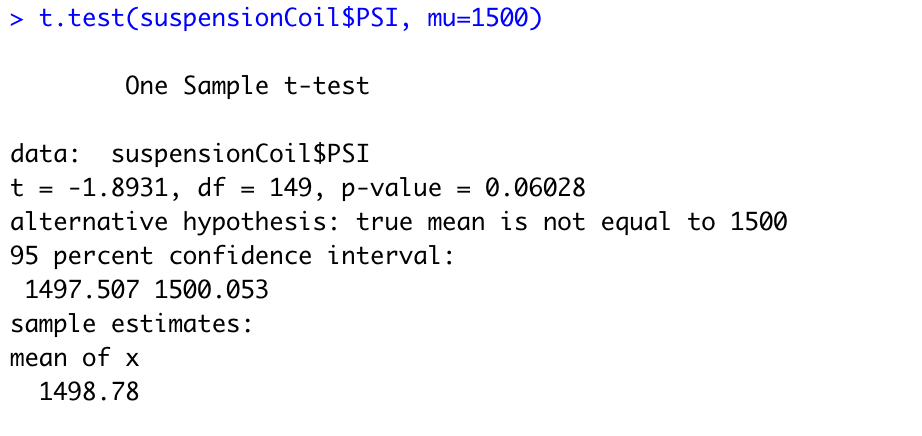 > t.test(suspensionCoil$PSI, mu=1500)
One Sample t-test
data:  suspensionCoil$PSI
t = -1.8931, df = 149, p-value = 0.06028
alternative hypothesis: true mean is not equal to 1500
95 percent confidence interval:
1497.507 1500.053
sample estimates:
mean of x
1498.78